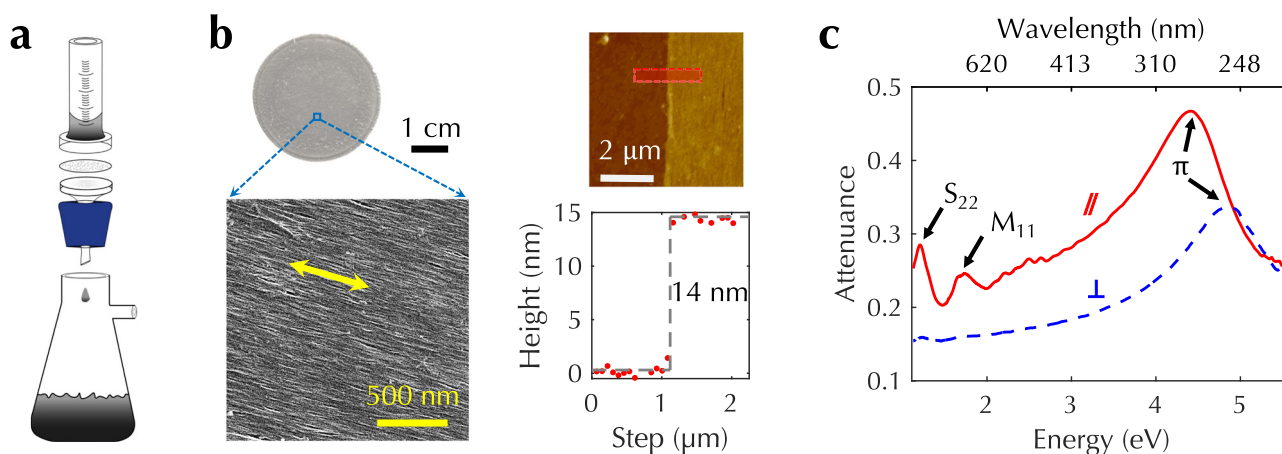 a
b
1 cm
500 nm
2 μm
Height (nm)
15
10
5
0
14 nm
0
1
2
Step (μm)
c
Wavelength (nm)
620
413
310
248
Attenuance
0.5
0.4
0.3
0.2
0.1
S22
M11
//
π
⊥
2
3
4
5
Energy (eV)